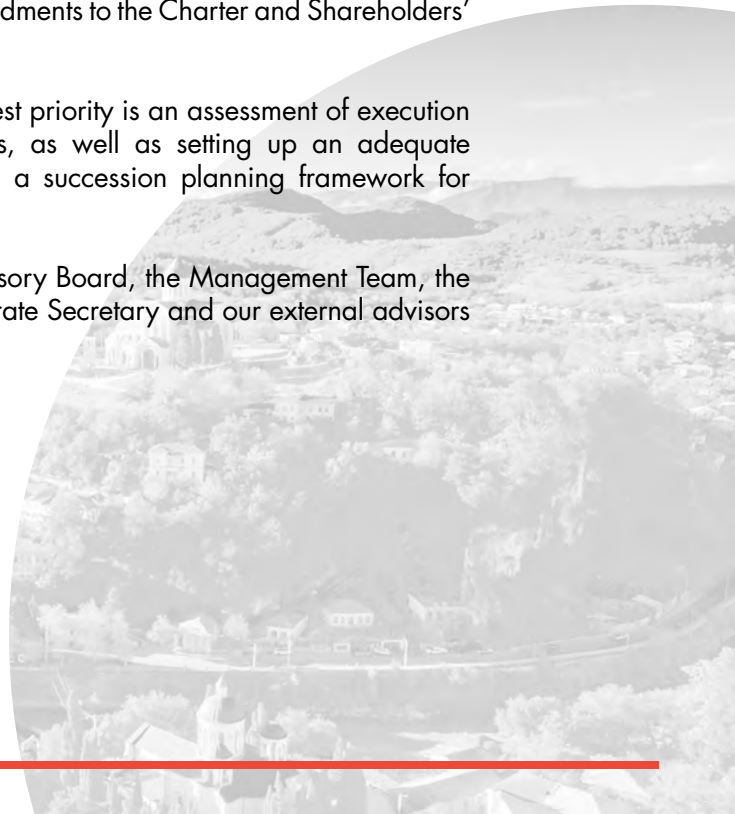 dments to the Charter and Shareholders’
est priority is an assessment of execution
s, as well as setting up an adequate
a succession planning framework for
sory Board, the Management Team, the
rate Secretary and our external advisors